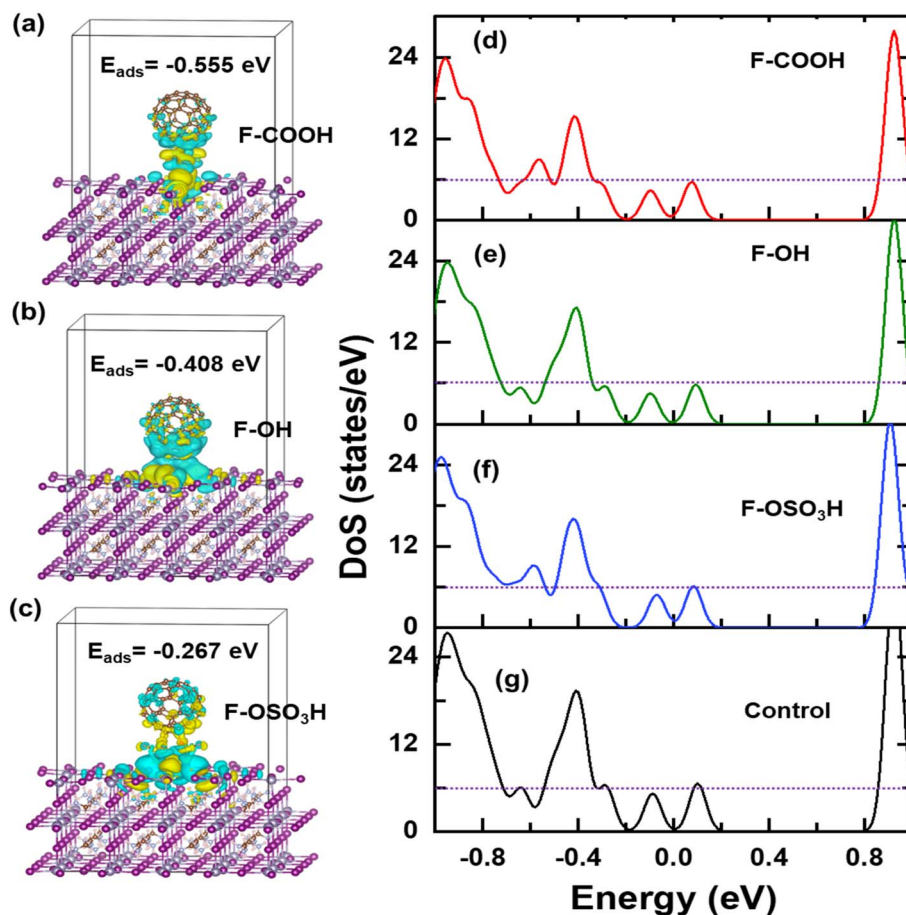 (a)
E_ads= -0.555 eV
F-COOH
(b)
E_ads= -0.408 eV
F-OH
(c)
E_ads= -0.267 eV
F-OSO₃H
DoS (states/eV)
24
12
0
(d)
F-COOH
24
12
0
(e)
F-OH
24
12
0
(f)
F-OSO₃H
24
12
0
(g)
Control
-0.8 -0.4 0.0 0.4 0.8
Energy (eV)